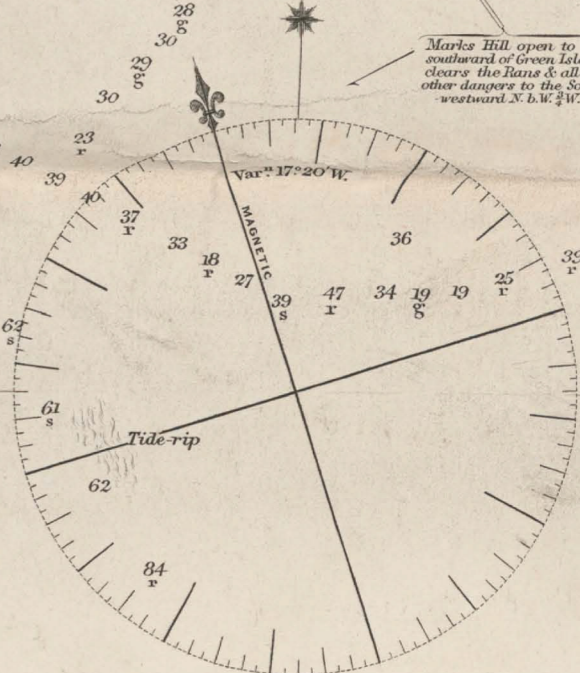 28
g
30
29
g
30
Marks Hill open to
southward of Green Isl
clears the Rans & all
other dangers to the So
westward N. b. W. ¾ W.
23
r
40
39
40
Varn. 17° 20' W.
MAGNETIC
37
r
33
18
r
27
39
s
47
r
34
19
g
19
36
25
r
39
r
62
s
61
s
Tide-rip
62
84
r